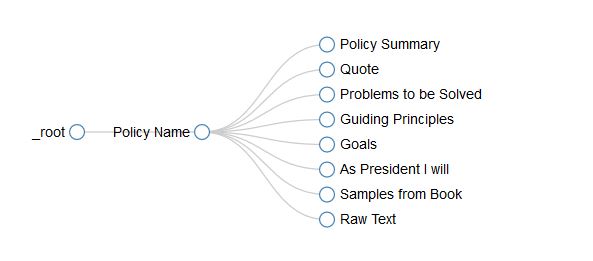 _root
Policy Name
Policy Summary
Quote
Problems to be Solved
Guiding Principles
Goals
As President I will
Samples from Book
Raw Text